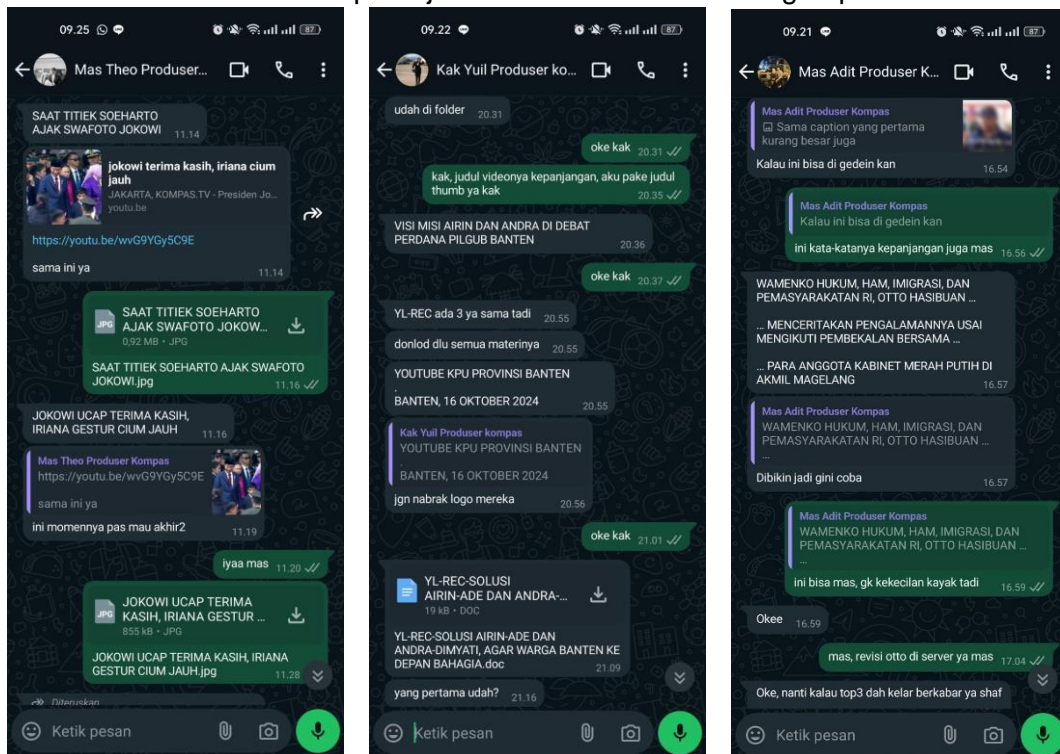 09.25
87
Mas Theo Produser...
SAAT TITIEK SOEHARTO
AJAK SWAFOTO JOKOWI 11.14
jokowi terima kasih, iriana cium
jauh
JAKARTA, KOMPAS.TV - Presiden Jo...
youtu.be
https://youtu.be/wvG9YGy5C9E
sama ini ya 11.14
JPG
SAAT TITIEK SOEHARTO
AJAK SWAFOTO JOKOW...
0,92 MB • JPG
SAAT TITIEK SOEHARTO AJAK SWAFOTO
JOKOWI.jpg 11.16
JOKOWI UCAP TERIMA KASIH,
IRIANA GESTUR CIUM JAUH 11.16
Mas Theo Produser Kompas
https://youtu.be/wvG9YGy5C9E
sama ini ya
ini momennya pas mau akhir2 11.19
iyaa mas 11.20
JPG
JOKOWI UCAP TERIMA
KASIH, IRIANA GESTUR ...
855 kB • JPG
JOKOWI UCAP TERIMA KASIH, IRIANA
GESTUR CIUM JAUH.jpg 11.28
Diteruskan
Ketik pesan
09.22
87
Kak Yuil Produser ko...
udah di folder 20.31
oke kak 20.31
kak, judul videonya kepanjangan, aku pake judul
thumb ya kak 20.35
VISI MISI AIRIN DAN ANDRA DI DEBAT
PERDANA PILGUB BANTEN 20.36
oke kak 20.37
YL-REC ada 3 ya sama tadi 20.55
donlod dlu semua materinya 20.55
YOUTUBE KPU PROVINSI BANTEN
.
BANTEN, 16 OKTOBER 2024 20.55
Kak Yuil Produser kompas
YOUTUBE KPU PROVINSI BANTEN
.
BANTEN, 16 OKTOBER 2024
jgn nabrak logo mereka 20.56
oke kak 21.01
YL-REC-SOLUSI
AIRIN-ADE DAN ANDRA-...
19 kB • DOC
YL-REC-SOLUSI AIRIN-ADE DAN
ANDRA-DIMYATI, AGAR WARGA BANTEN KE
DEPAN BAHAGIA.doc 21.09
yang pertama udah? 21.16
Ketik pesan
09.21
87
Mas Adit Produser K...
Mas Adit Produser Kompas
Sama caption yang pertama
kurang besar juga
Kalau ini bisa di gedein kan 16.54
Mas Adit Produser Kompas
Kalau ini bisa di gedein kan
ini kata-katanya kepanjangan juga mas 16.56
WAMENKO HUKUM, HAM, IMIGRASI, DAN
PEMASYARAKATAN RI, OTTO HASIBUAN ...
... MENCERITAKAN PENGALAMANNYA USAI
MENGIKUTI PEMBEKALAN BERSAMA ...
... PARA ANGGOTA KABINET MERAH PUTIH DI
AKMIL MAGELANG 16.57
Mas Adit Produser Kompas
WAMENKO HUKUM, HAM, IMIGRASI, DAN
PEMASYARAKATAN RI, OTTO HASIBUAN ...
...
Dibikin jadi gini coba 16.57
Mas Adit Produser Kompas
WAMENKO HUKUM, HAM, IMIGRASI, DAN
PEMASYARAKATAN RI, OTTO HASIBUAN ...
...
ini bisa mas, gk kekecilan kayak tadi 16.59
Okee 16.59
mas, revisi otto di server ya mas 17.04
Oke, nanti kalau top3 dah kelar berkabar ya shaf
Ketik pesan